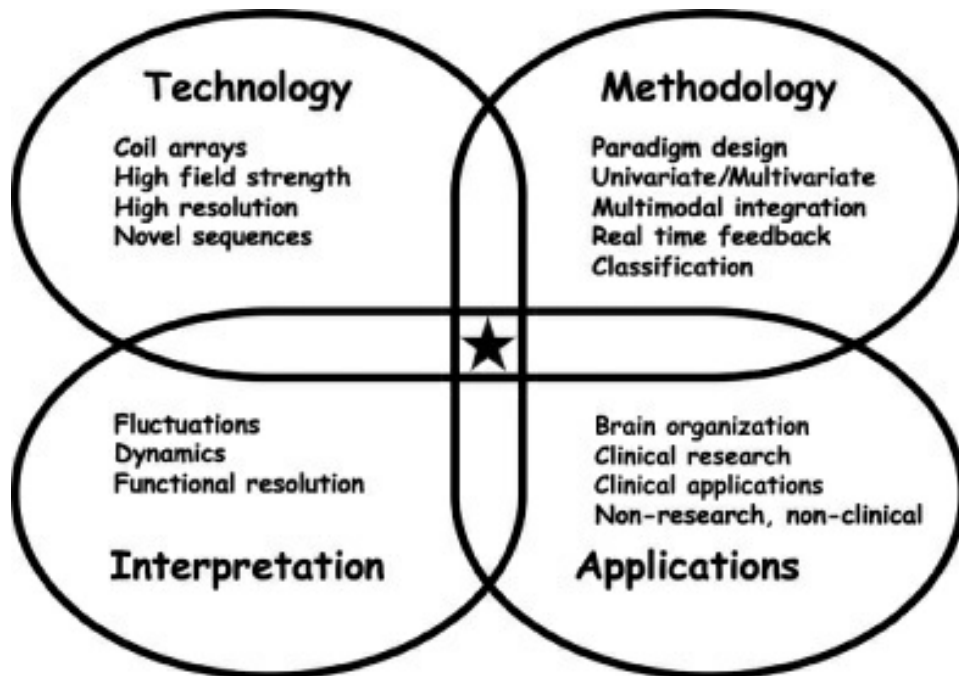 Technology
Coil arrays
High field strength
High resolution
Novel sequences
Methodology
Paradigm design
Univariate/Multivariate
Multimodal integration
Real time feedback
Classification
Fluctuations
Dynamics
Functional resolution
Interpretation
Brain organization
Clinical research
Clinical applications
Non-research, non-clinical
Applications